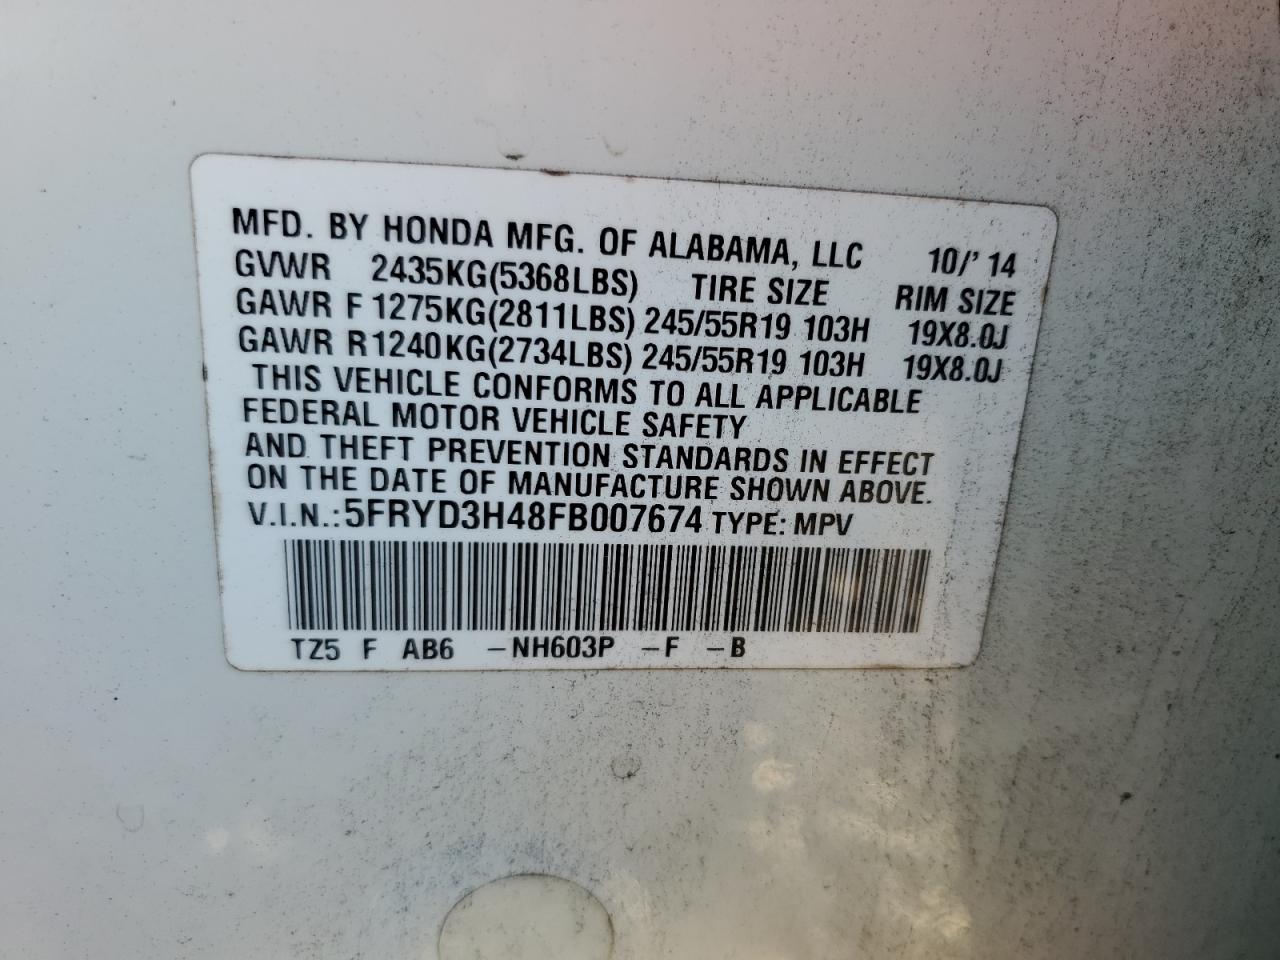 MFD. BY HONDA MFG. OF ALABAMA, LLC 10/' 14
GVWR 2435KG(5368LBS) TIRE SIZE RIM SIZE
GAWR F 1275KG(2811LBS) 245/55R19 103H 19X8.0J
GAWR R1240KG(2734LBS) 245/55R19 103H 19X8.0J
THIS VEHICLE CONFORMS TO ALL APPLICABLE
FEDERAL MOTOR VEHICLE SAFETY
AND THEFT PREVENTION STANDARDS IN EFFECT
ON THE DATE OF MANUFACTURE SHOWN ABOVE.
V.I.N.:5FRYD3H48FB007674 TYPE: MPV
TZ5 F AB6 -NH603P -F -B